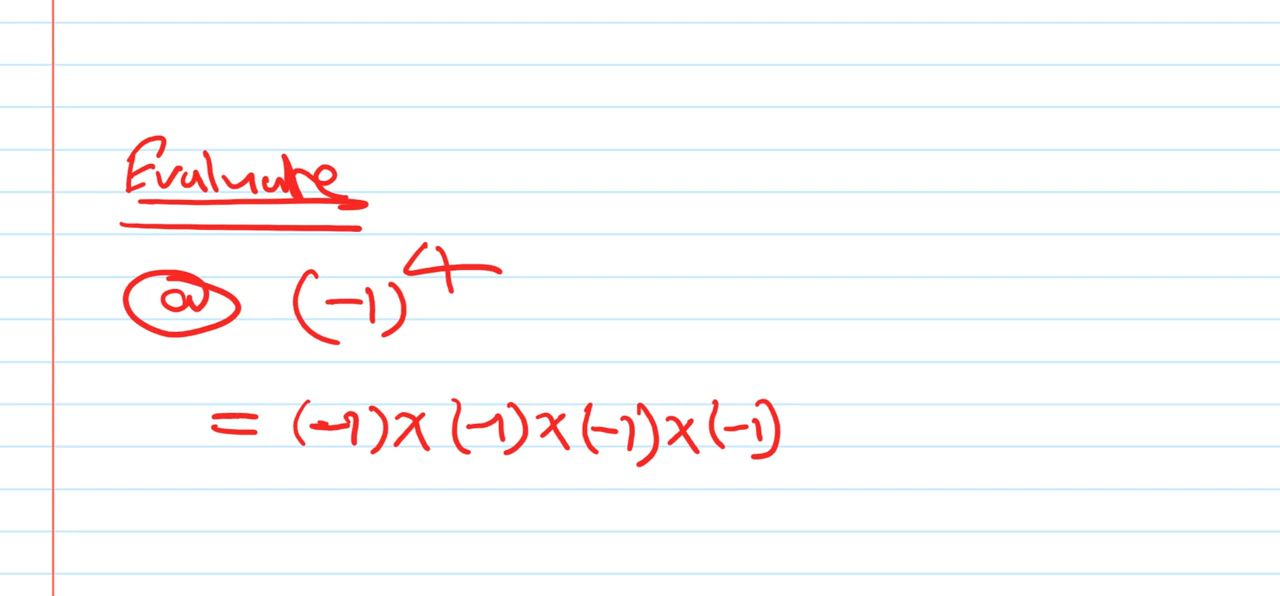 Evaluate
a (-1)^4
= (-1) x (-1) x (-1) x (-1)